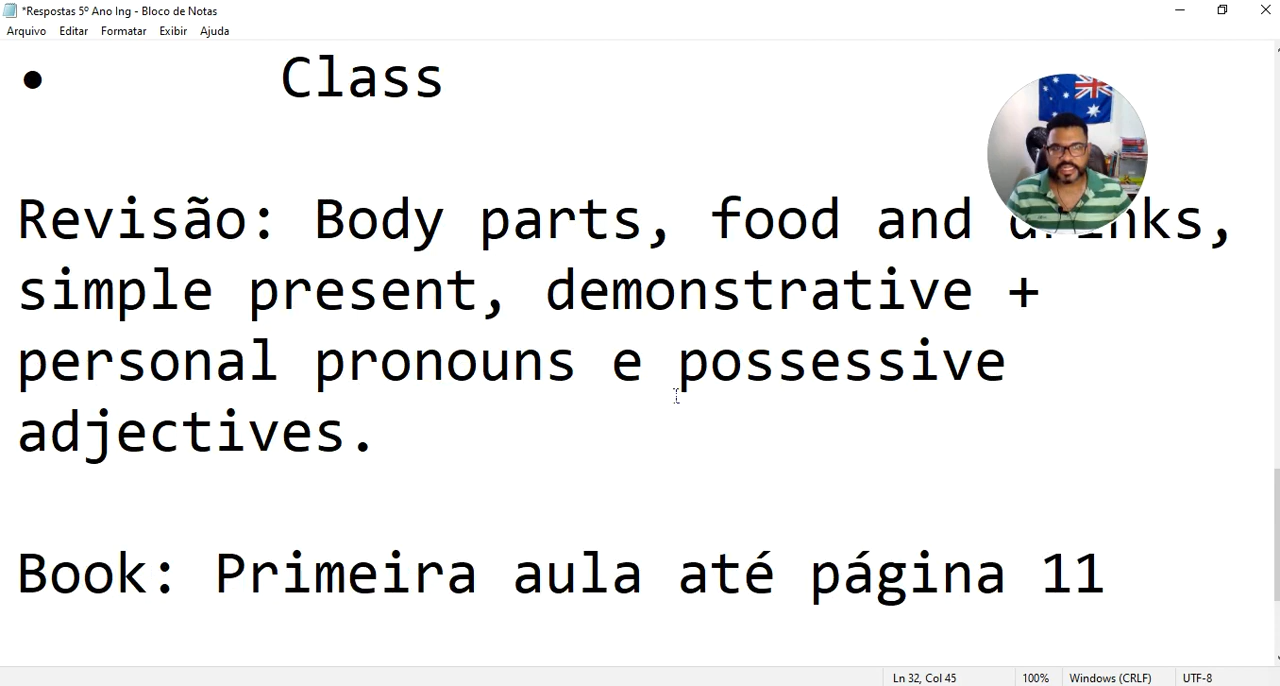 *Respostas 5º Ano Ing - Bloco de Notas
Arquivo Editar Formatar Exibir Ajuda
• Class
Revisão: Body parts, food and drinks,
simple present, demonstrative +
personal pronouns e possessive
adjectives.
Book: Primeira aula até página 11
Ln 32, Col 45 100% Windows (CRLF) UTF-8